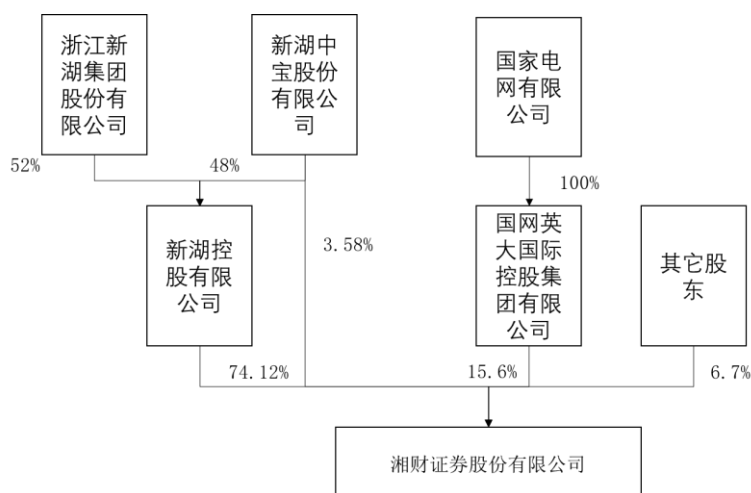 浙江新
湖集团
股份有
限公司
新湖中
宝股份
有限公
司
国家电
网有限
公司
52%
48%
100%
新湖控
股有限
公司
3.58%
国网英
大国际
控股集
团有限
公司
其它股
东
74.12%
15.6%
6.7%
湘财证券股份有限公司